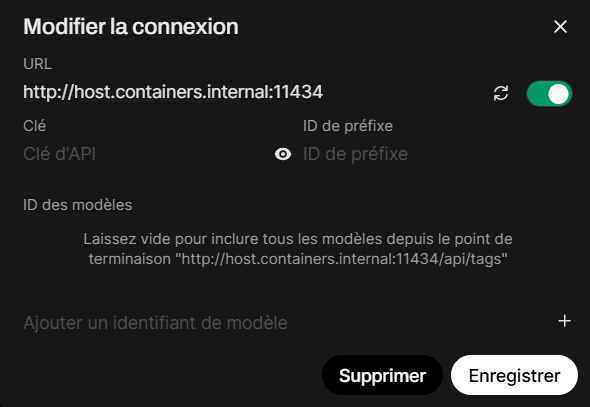 Modifier la connexion
URL
http://host.containers.internal:11434
Clé ID de préfixe
Clé d'API ID de préfixe
ID des modèles
Laissez vide pour inclure tous les modèles depuis le point de
terminaison "http://host.containers.internal:11434/api/tags"
Ajouter un identifiant de modèle
Supprimer Enregistrer